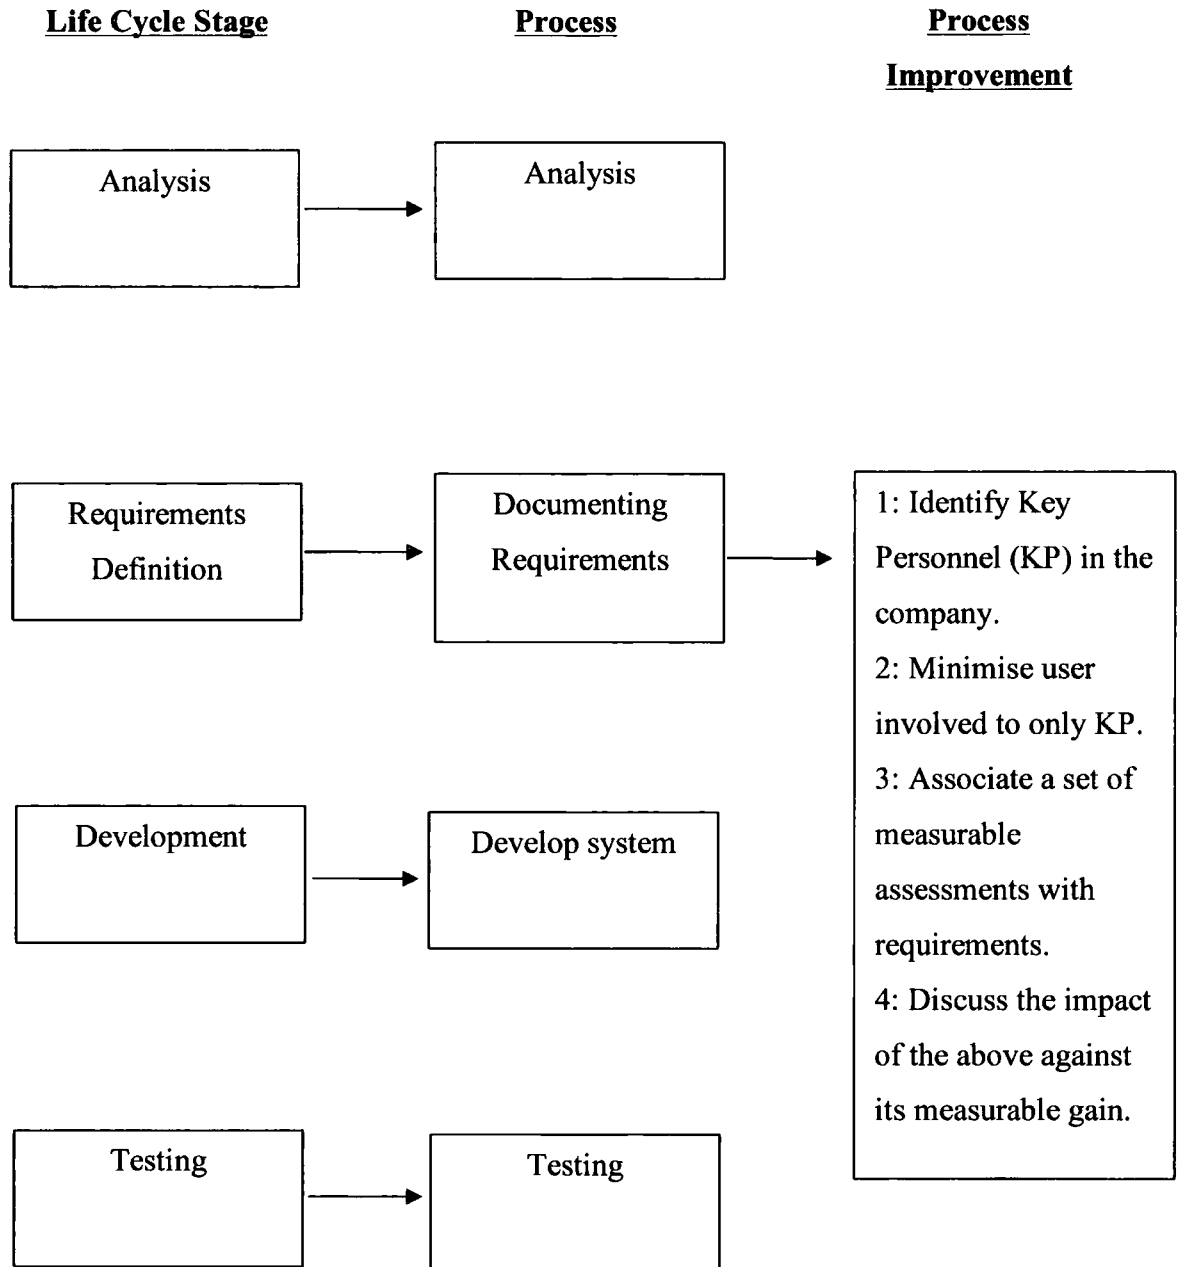 Life Cycle Stage
Process
Process
Improvement
Analysis
Analysis
Requirements
Definition
Documenting
Requirements
1: Identify Key
Personnel (KP) in the
company.
2: Minimise user
involved to only KP.
3: Associate a set of
measurable
assessments with
requirements.
4: Discuss the impact
of the above against
its measurable gain.
Development
Develop system
Testing
Testing